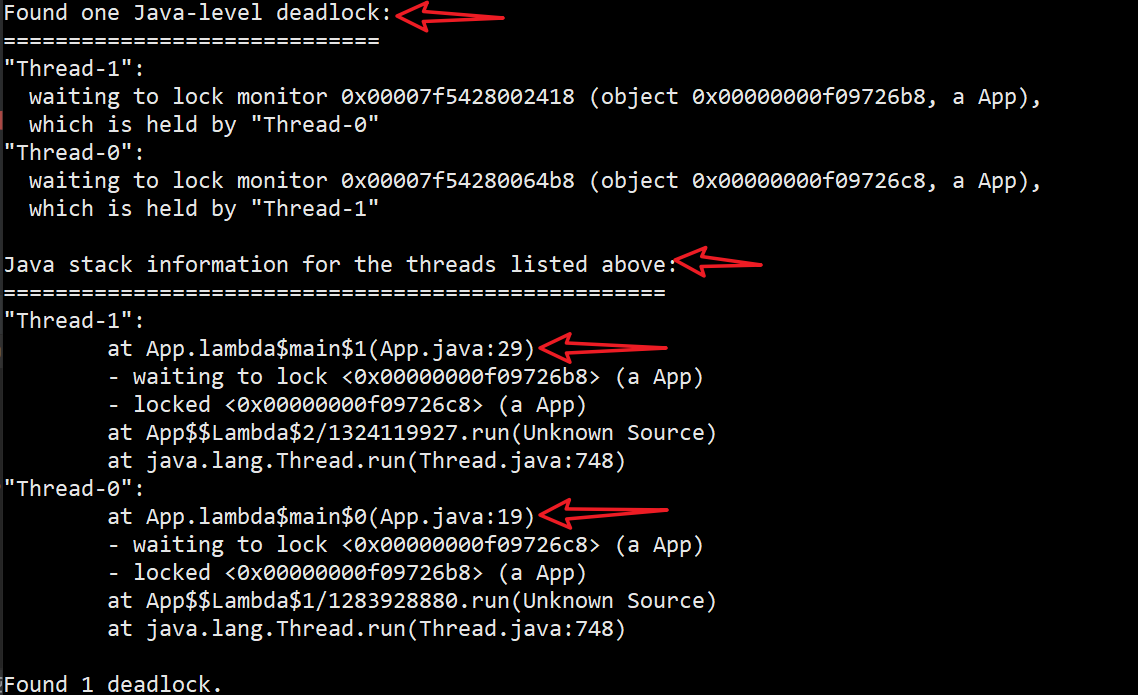 Found one Java-level deadlock:
=============================
"Thread-1":
  waiting to lock monitor 0x00007f5428002418 (object 0x00000000f09726b8, a App),
  which is held by "Thread-0"
"Thread-0":
  waiting to lock monitor 0x00007f54280064b8 (object 0x00000000f09726c8, a App),
  which is held by "Thread-1"

Java stack information for the threads listed above:
===================================================
"Thread-1":
        at App.lambda$main$1(App.java:29)
        - waiting to lock <0x00000000f09726b8> (a App)
        - locked <0x00000000f09726c8> (a App)
        at App$$Lambda$2/1324119927.run(Unknown Source)
        at java.lang.Thread.run(Thread.java:748)
"Thread-0":
        at App.lambda$main$0(App.java:19)
        - waiting to lock <0x00000000f09726c8> (a App)
        - locked <0x00000000f09726b8> (a App)
        at App$$Lambda$1/1283928880.run(Unknown Source)
        at java.lang.Thread.run(Thread.java:748)

Found 1 deadlock.